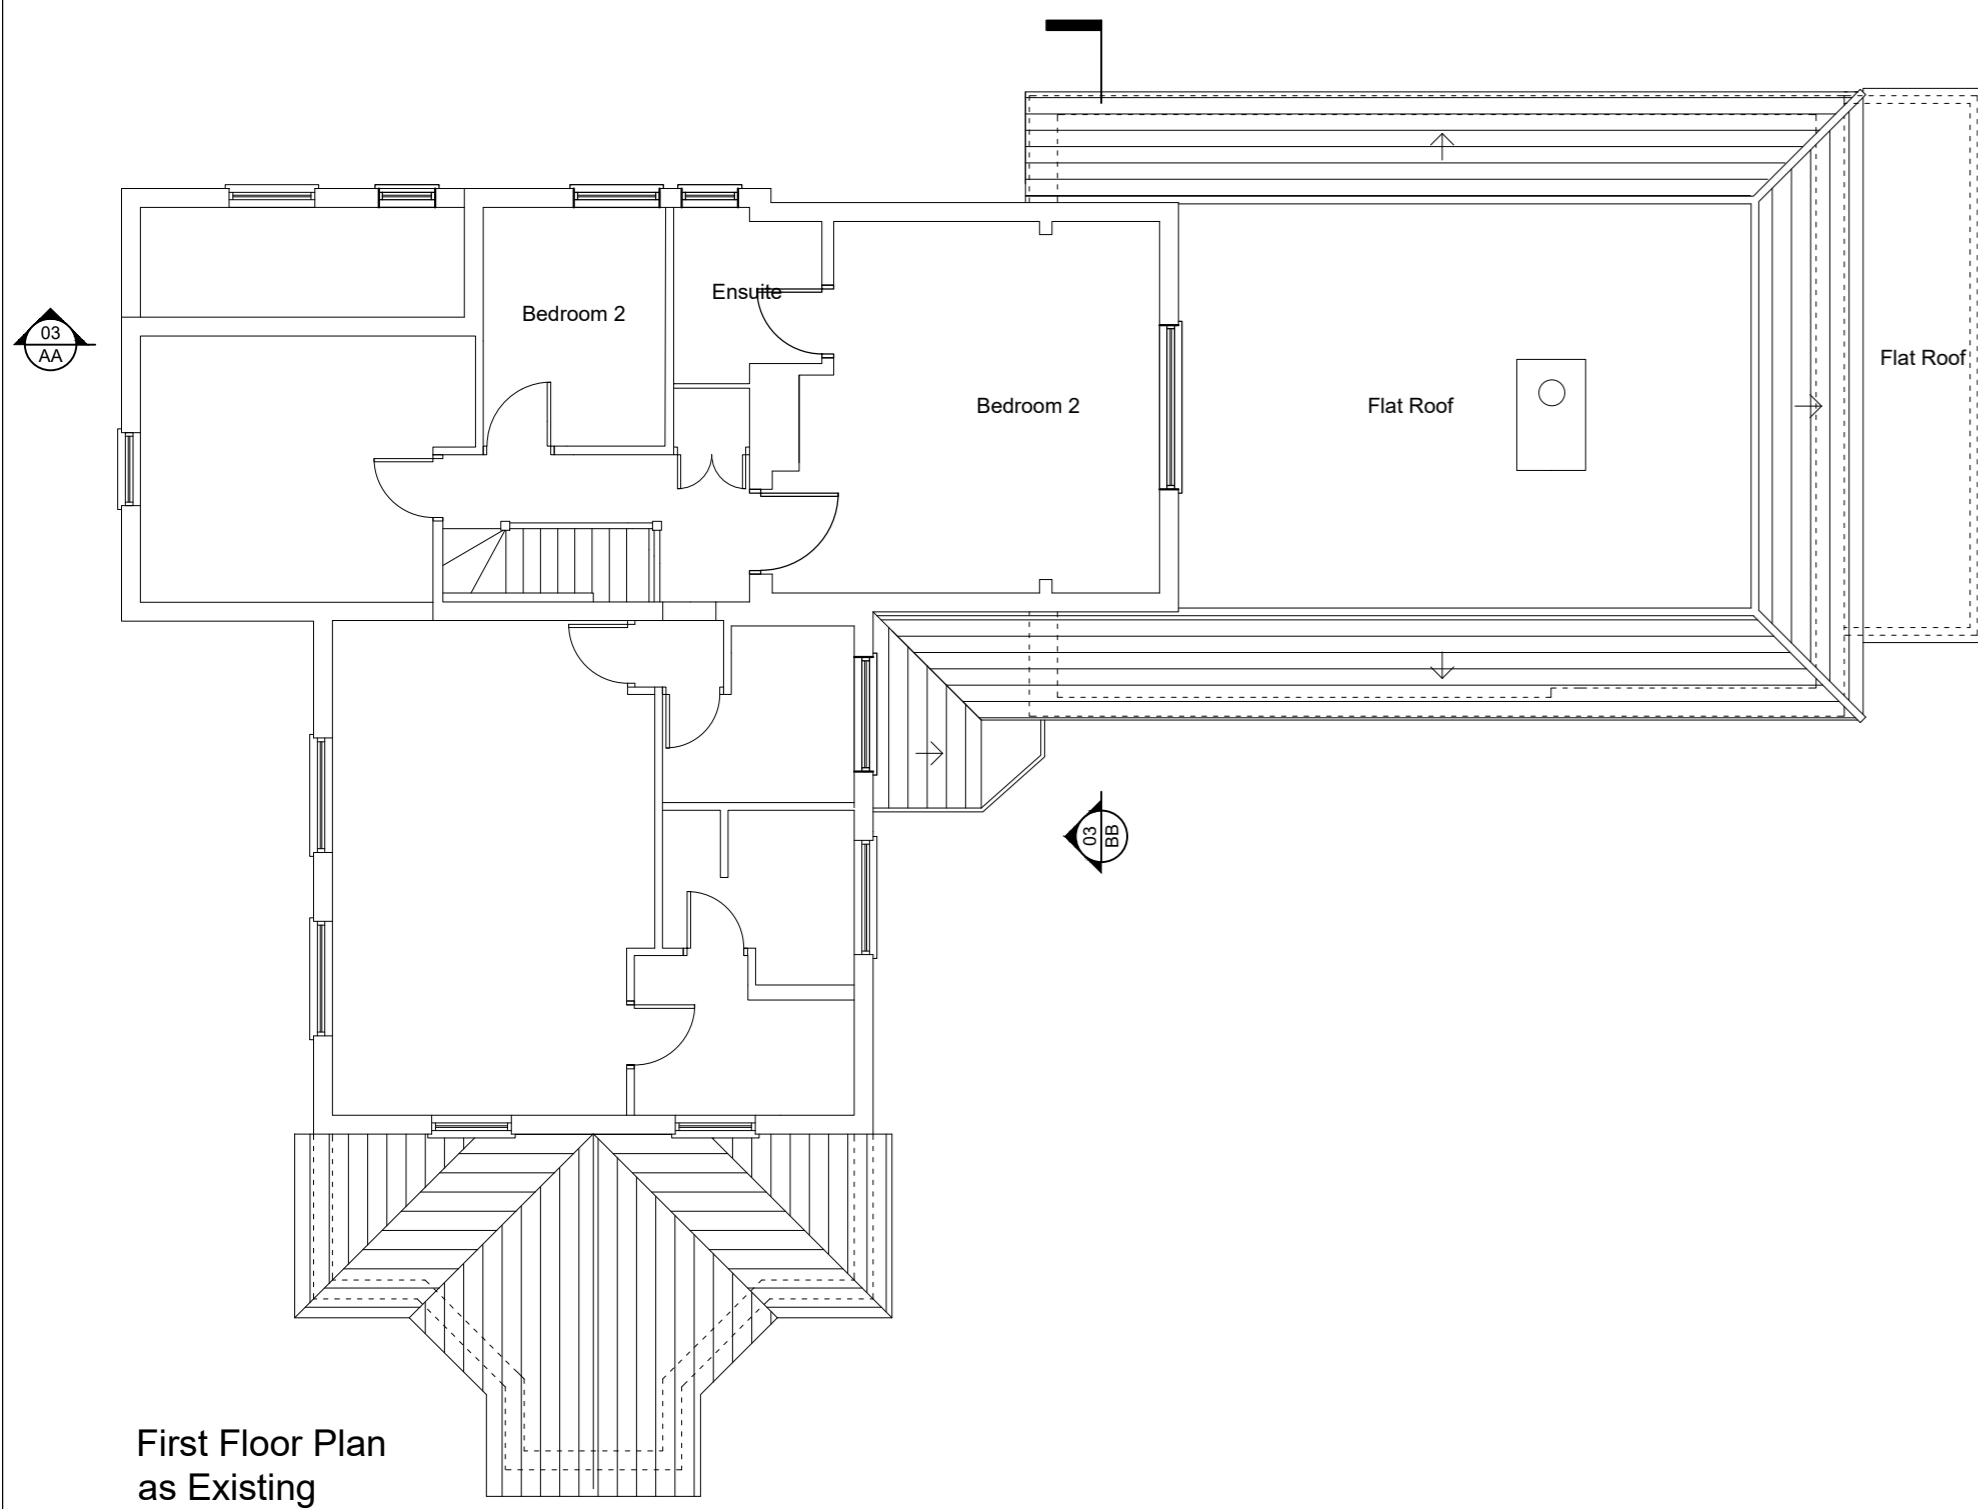 Ensuite
Bedroom 2
03
AA
Flat Roof
Bedroom 2
Flat Roof
03
BB
First Floor Plan
as Existing